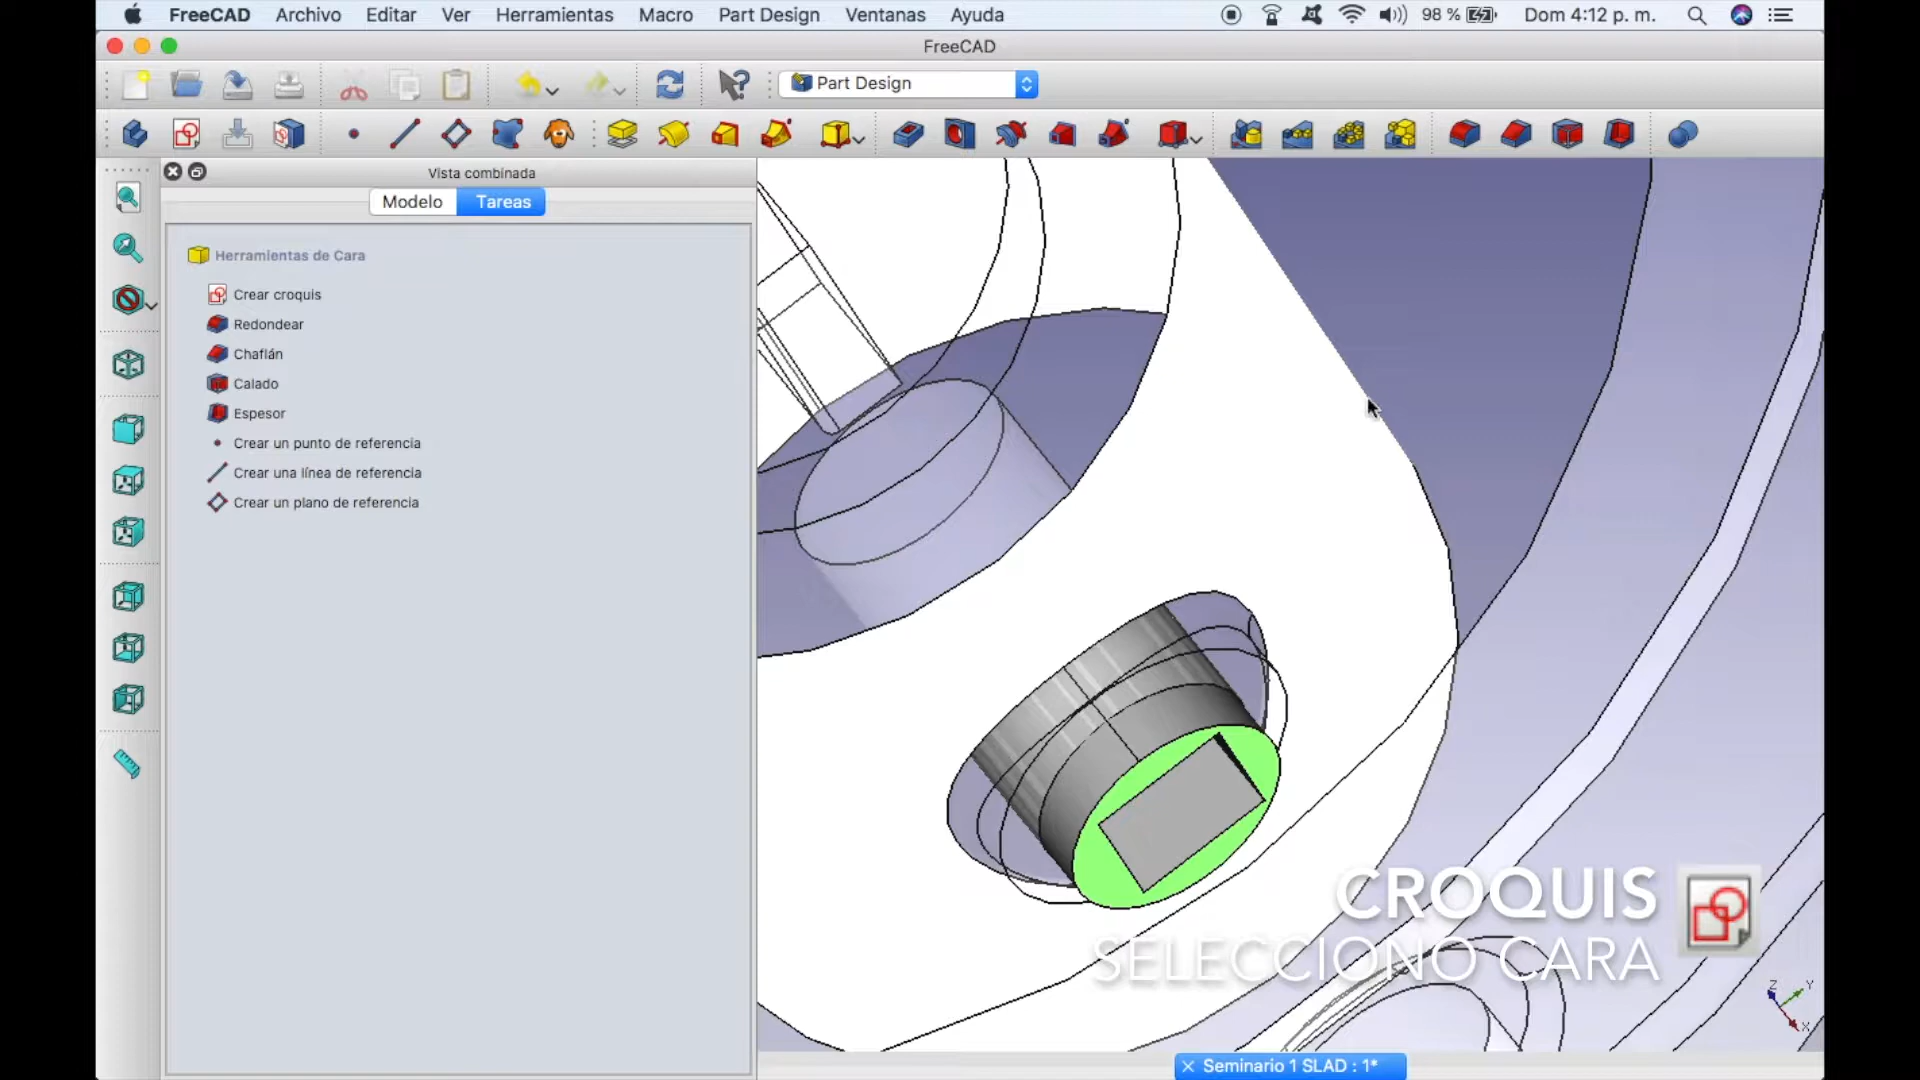 FreeCAD Archivo Editar Ver Herramientas Macro Part Design Ventanas Ayuda 98 % Dom 4:12 p. m.
FreeCAD
Part Design
Vista combinada
Modelo Tareas
Herramientas de Cara
Crear croquis
Redondear
Chaflán
Calado
Espesor
Crear un punto de referencia
Crear una línea de referencia
Crear un plano de referencia
CROQUIS
SELECCIONO CARA
Z Y
X
Seminario 1 SLAD : 1*